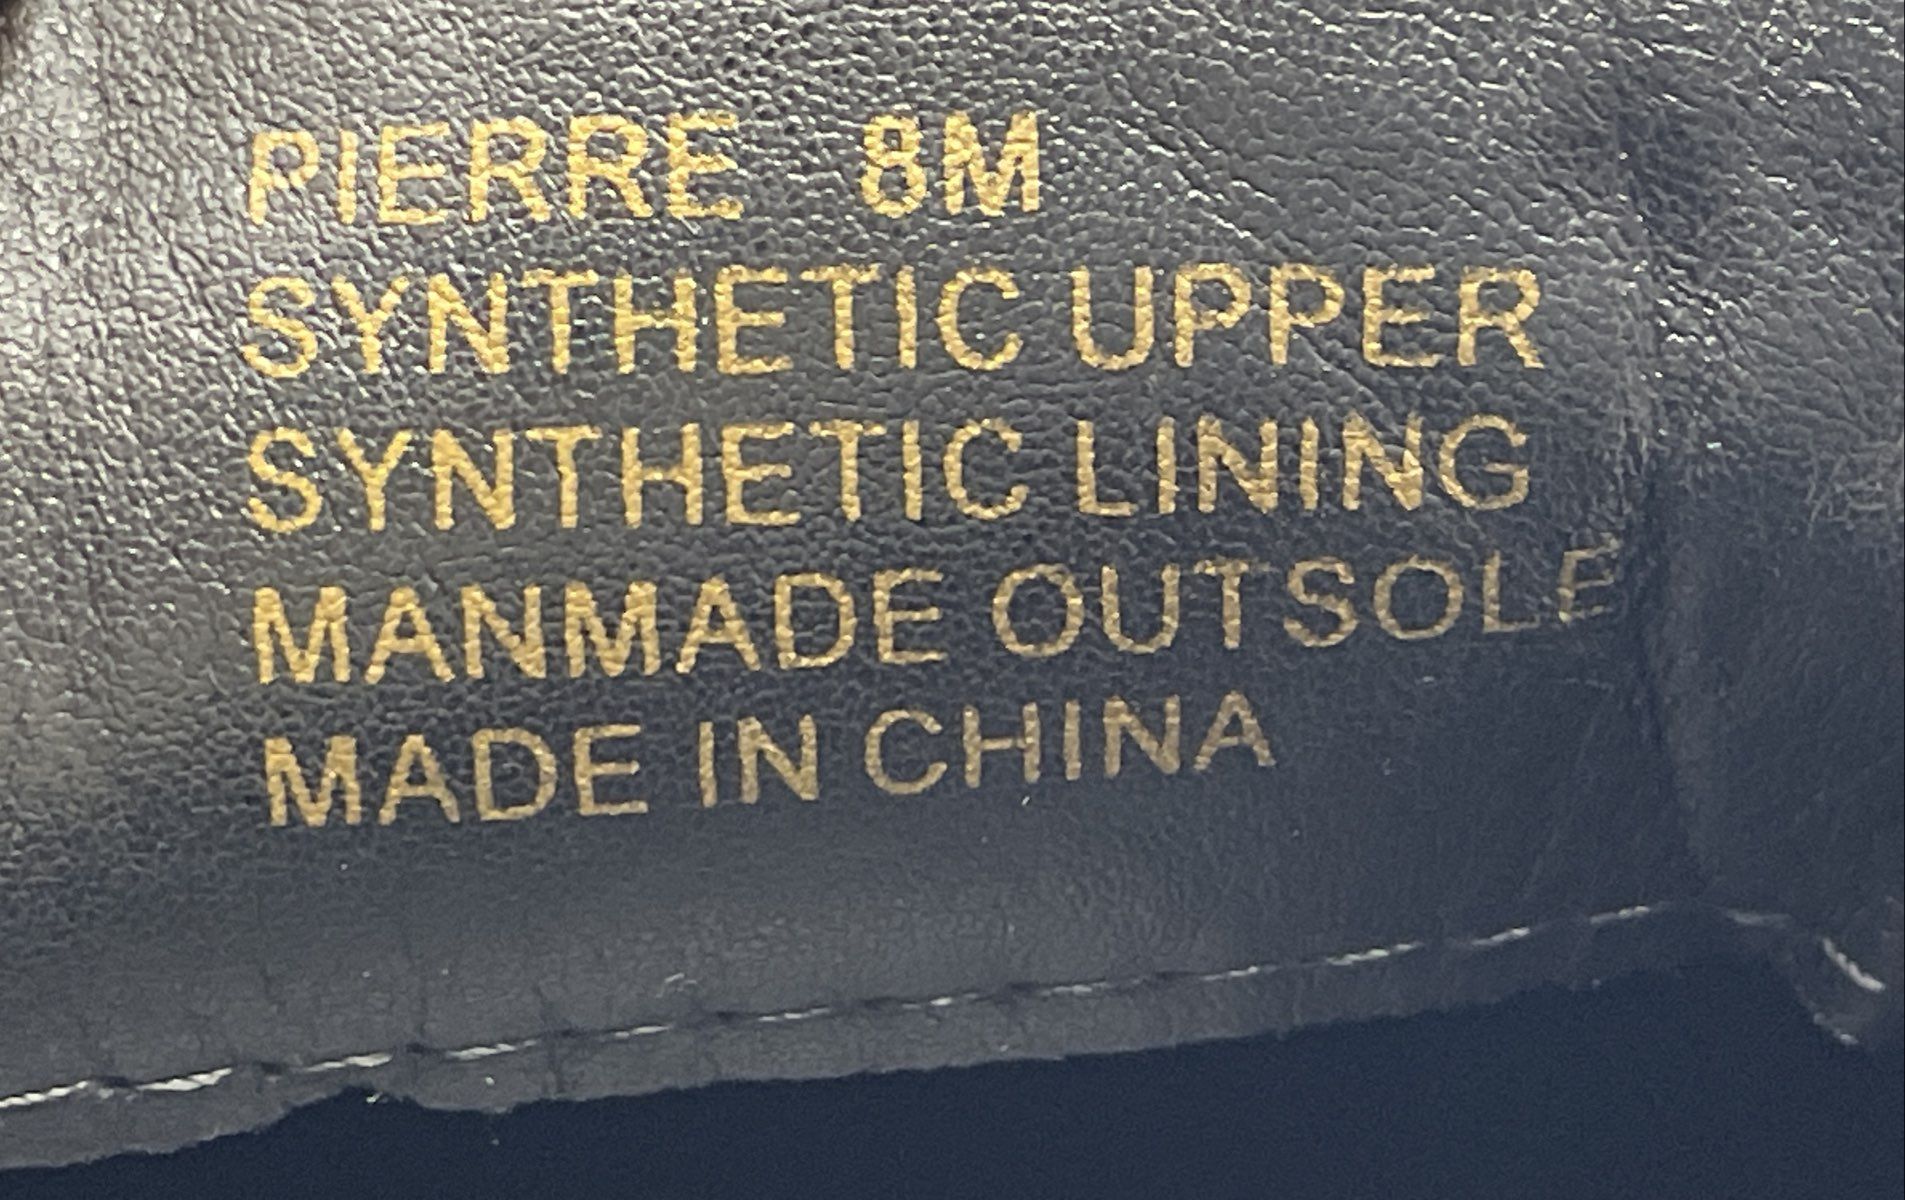 PIERRE 8M
SYNTHETIC UPPER
SYNTHETIC LINING
MANMADE OUTSOLE
MADE IN CHINA